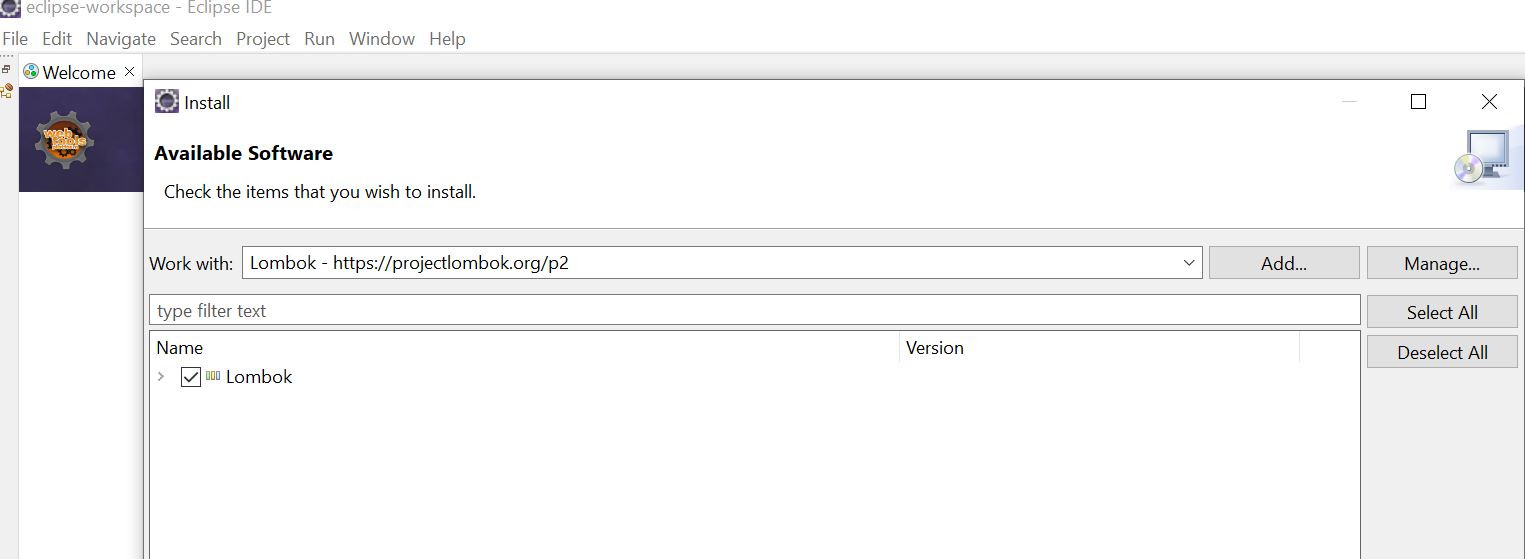 eclipse-workspace - Eclipse IDE
File Edit Navigate Search Project Run Window Help
Welcome
web
tools
Install
Available Software
Check the items that you wish to install.
Work with: Lombok - https://projectlombok.org/p2 Add... Manage...
type filter text Select All
Name Version Deselect All
Lombok